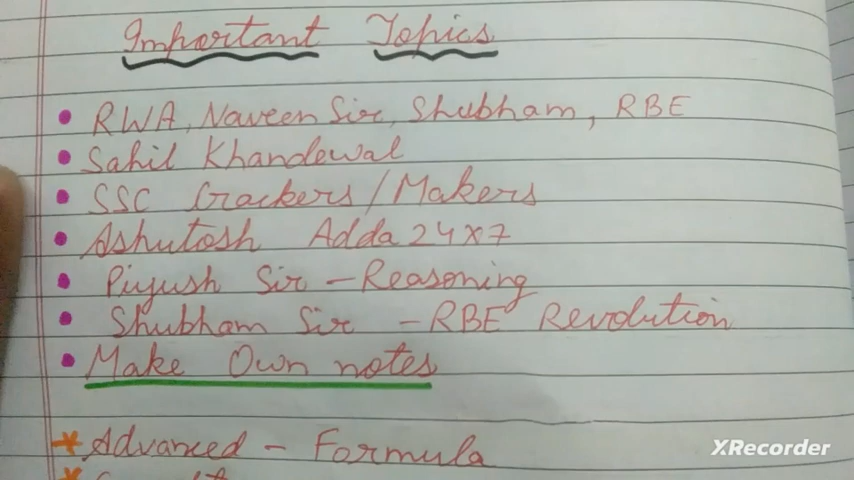 Important Topics
RWA, Naveen Sir, Shubham, RBE
Sahil Khandewal
SSC Crackers/Makers
Ashutosh Adda 24x7
Piyush Sir - Reasoning
Shubham Sir - RBE Revolution
Make Own notes
Advanced - Formula
XRecorder